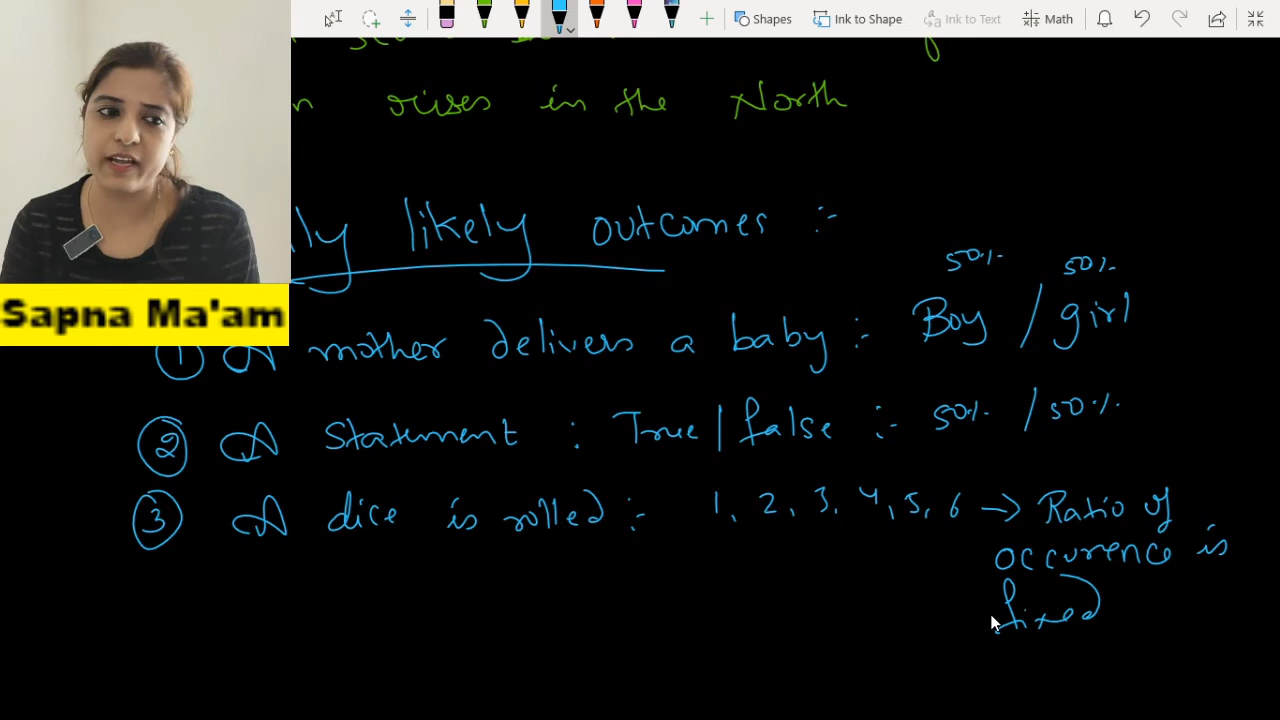 Shapes Ink to Shape Ink to Text Math
n rises in the North
likely outcomes :-
50% 50%
Sapna Ma'am
① A mother delivers a baby :- Boy / girl
② A Statement : True | false :- 50% / 50%
③ A dice is rolled :- 1, 2, 3, 4, 5, 6 → Ratio of
occurence is
fixed